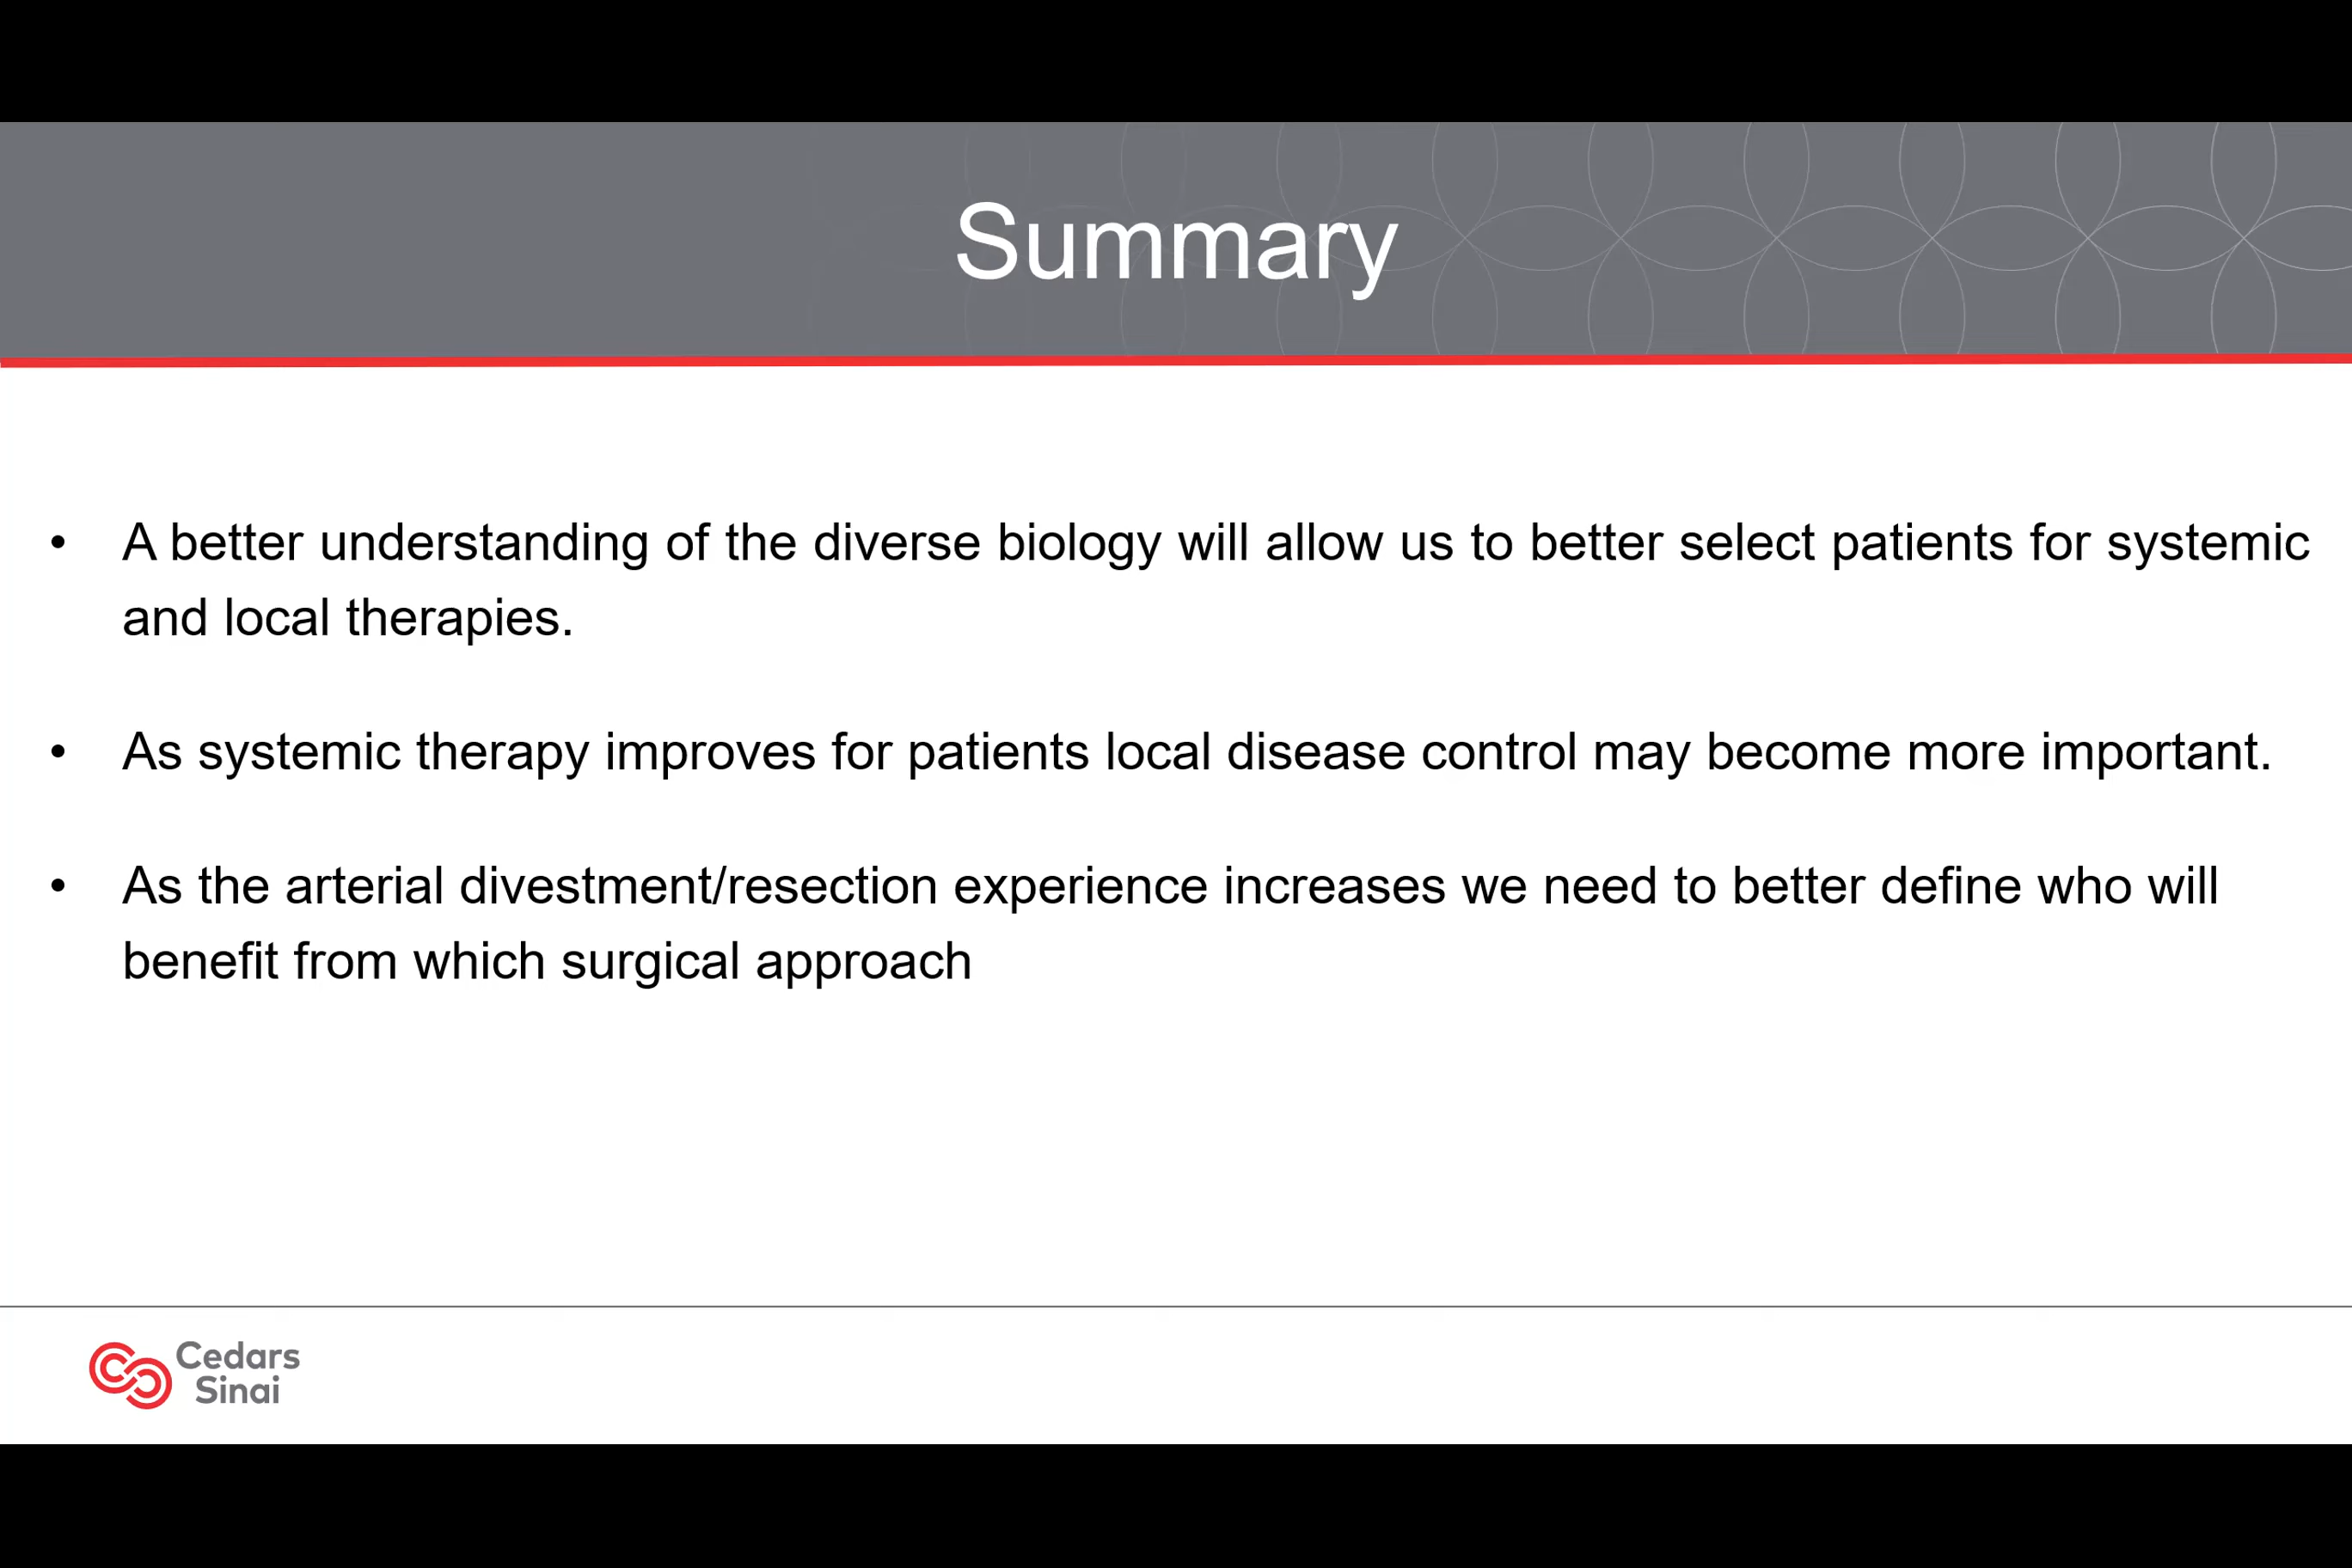 Summary
• A better understanding of the diverse biology will allow us to better select patients for systemic
and local therapies.
• As systemic therapy improves for patients local disease control may become more important.
• As the arterial divestment/resection experience increases we need to better define who will
benefit from which surgical approach
Cedars
Sinai